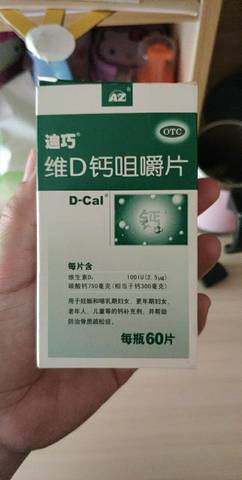 AZ
迪巧®
OTC
维D钙咀嚼片
D-Cal®
钙
每片含
维生素D₃ 100IU(2.5μg)
碳酸钙750毫克(相当于钙300毫克)
用于妊娠和哺乳期妇女、更年期妇女、
老年人、儿童等的钙补充剂，并帮助
防治骨质疏松症。
每瓶60片